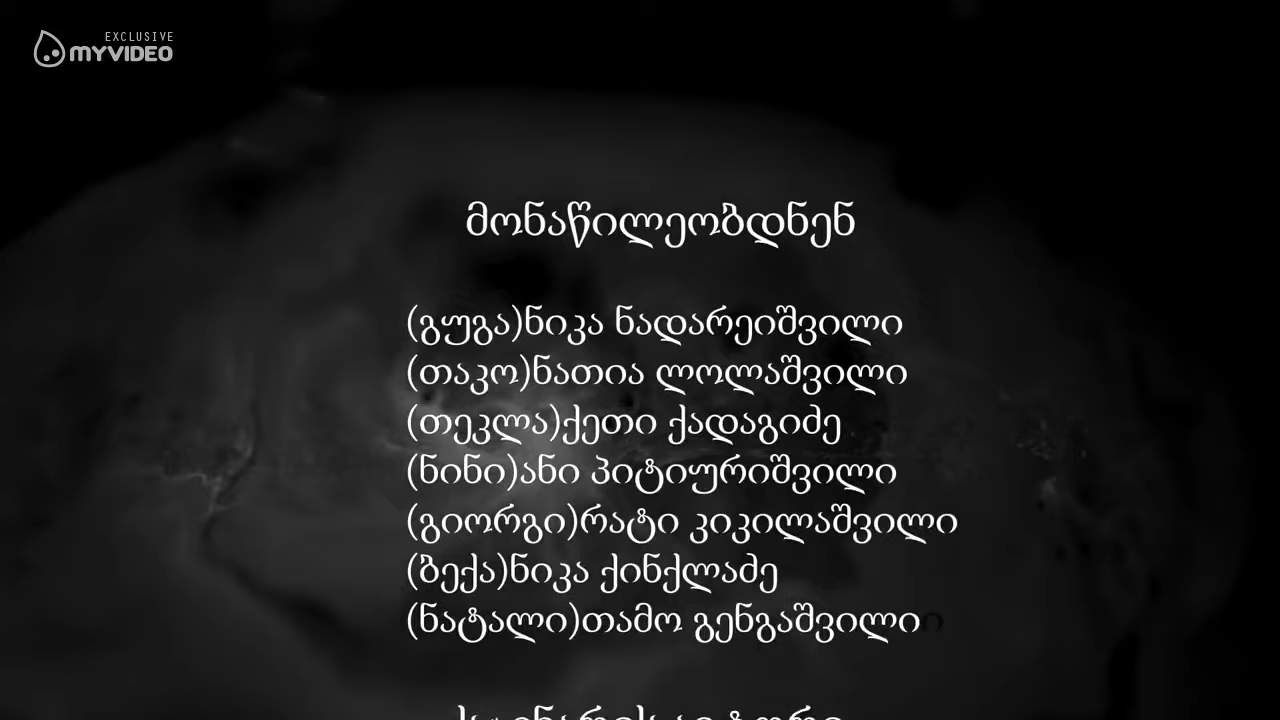 EXCLUSIVE
MYVIDEO
მონაწილეობდნენ
(გუგა)ნიკა ნადარეიშვილი
(თაკო)ნათია ლოლაშვილი
(თეკლა)ქეთი ქადაგიძე
(ნინი)ანი პიტიურიშვილი
(გიორგი)რატი კიკილაშვილი
(ბექა)ნიკა ქინქლაძე
(ნატალი)თამო გენგაშვილი